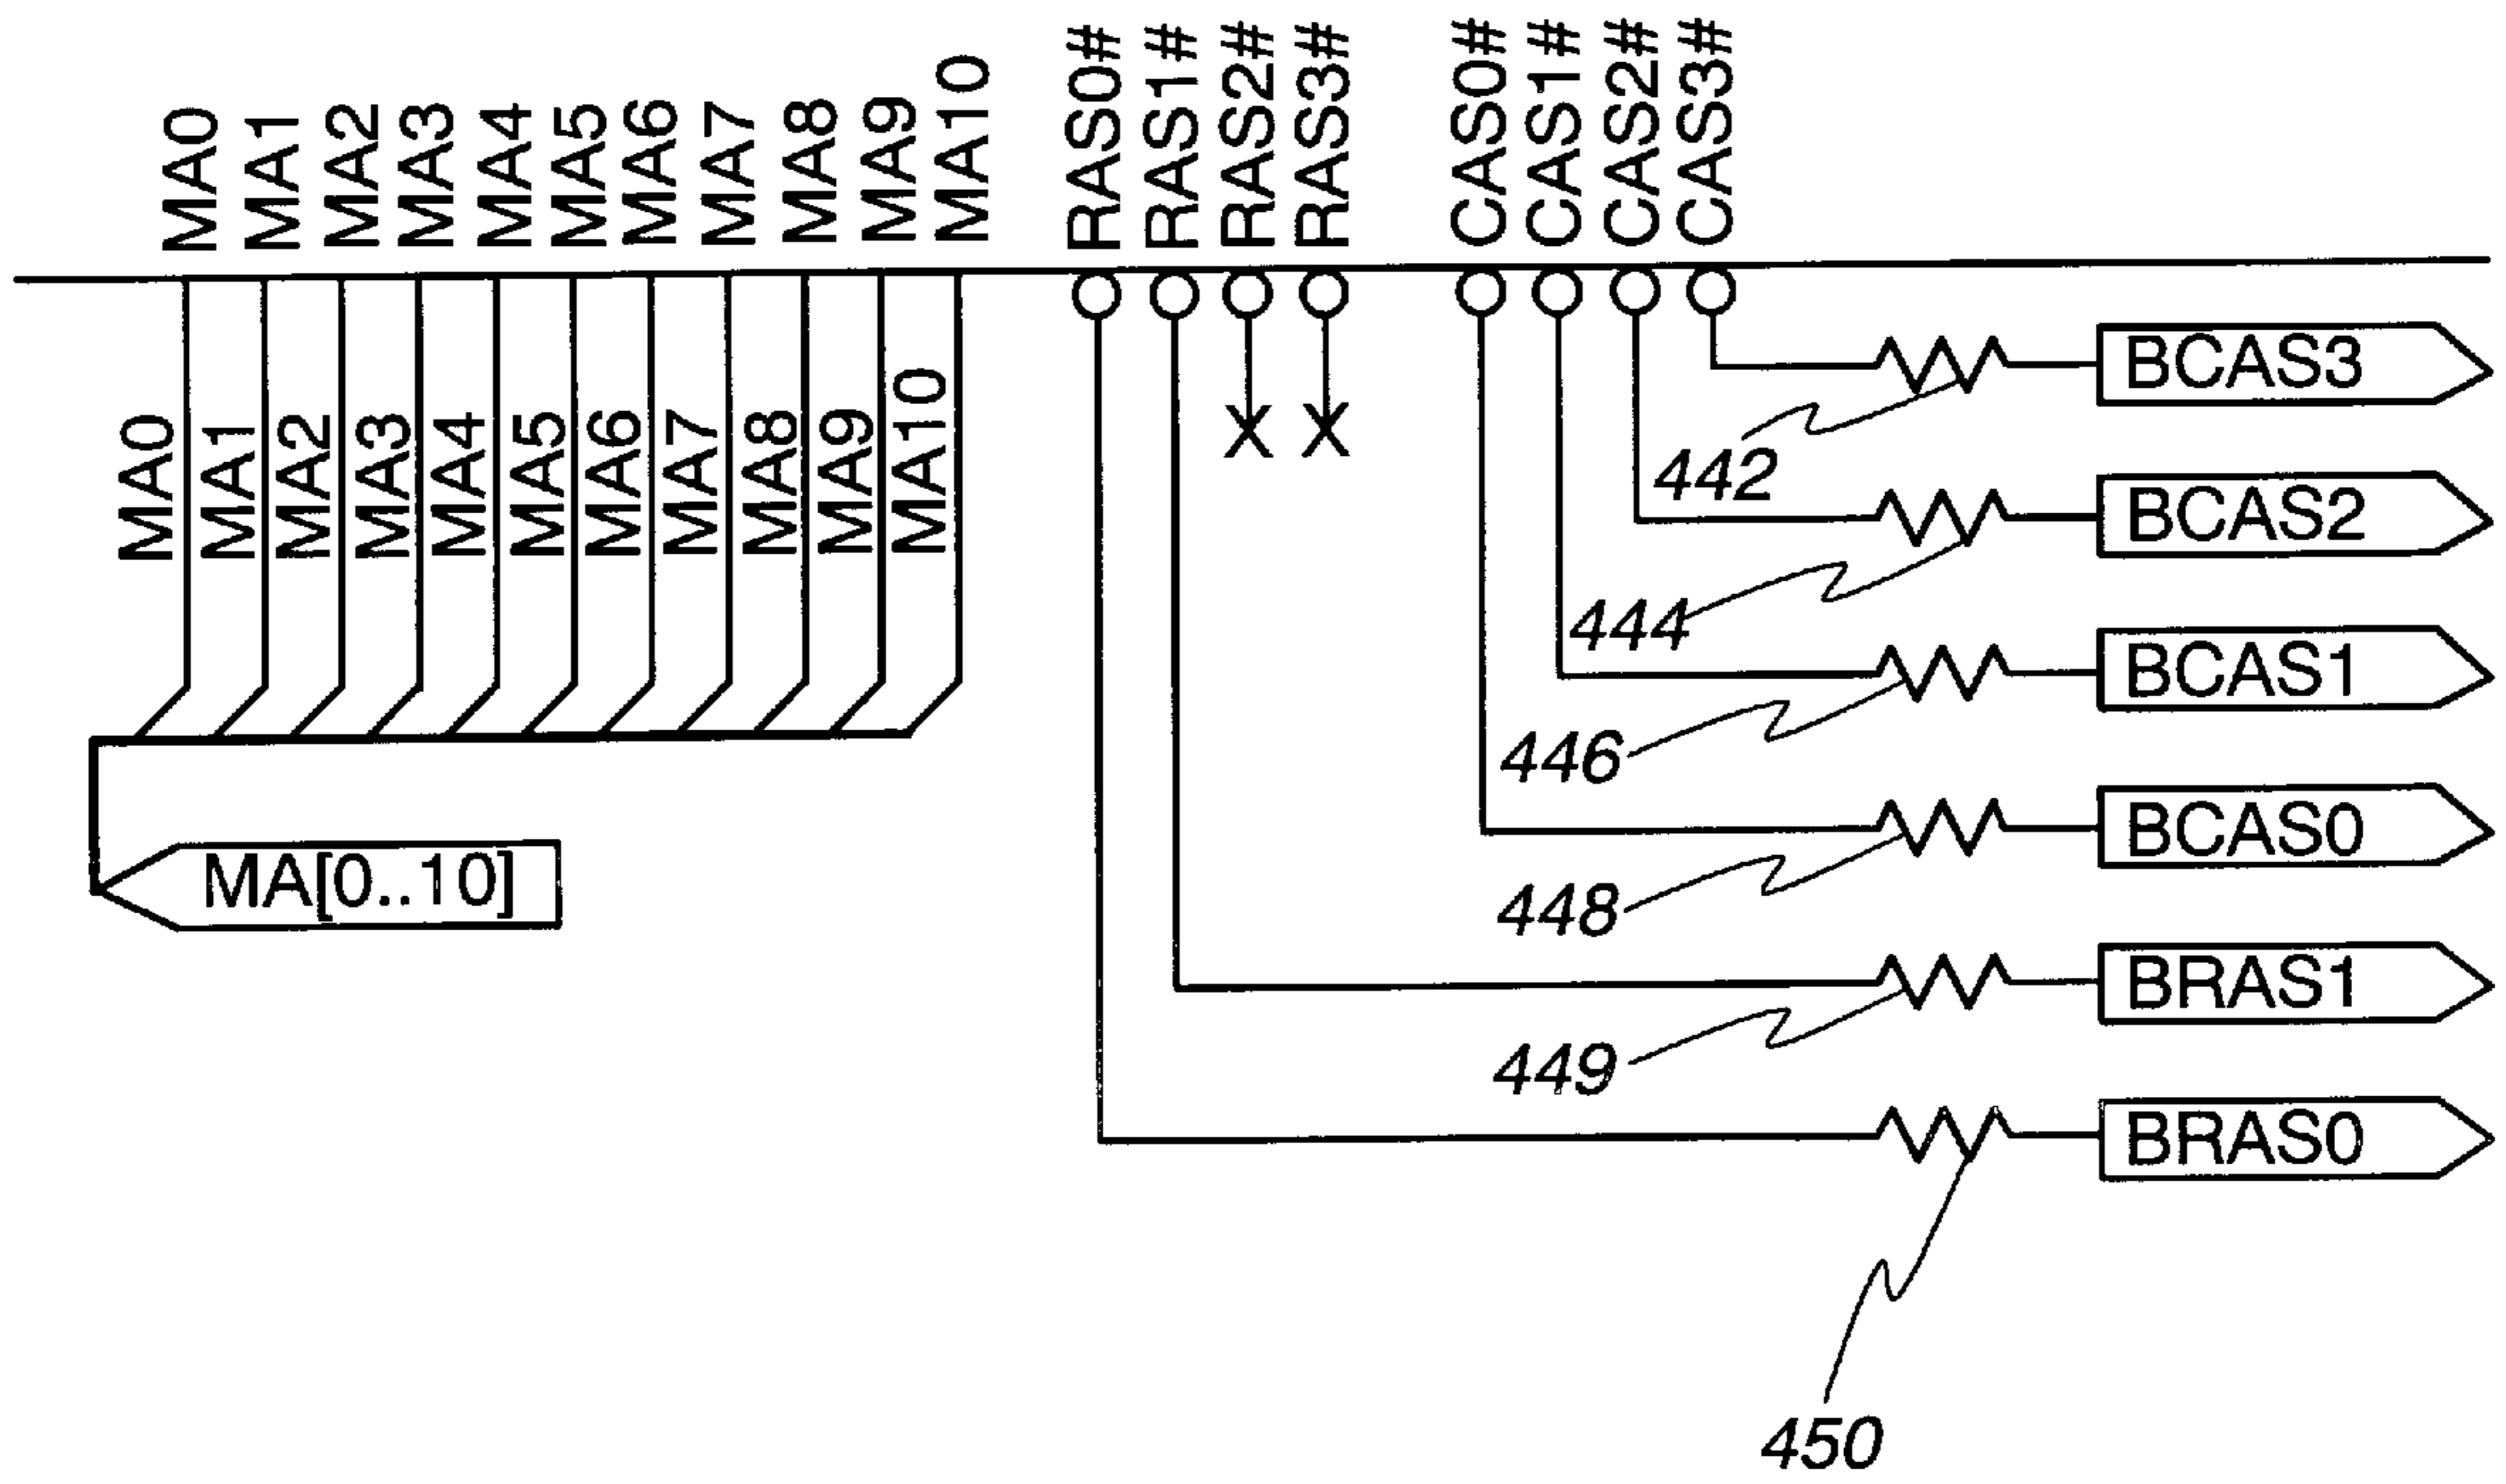 MA0
MA1
MA2
MA3
MA4
MA5
MA6
MA7
MA8
MA9
MA10
RAS0#
RAS1#
RAS2#
RAS3#
CAS0#
CAS1#
CAS2#
CAS3#
MA0
MA1
MA2
MA3
MA4
MA5
MA6
MA7
MA8
MA9
MA10
X
X
BCAS3
442
BCAS2
444
BCAS1
446
BCAS0
MA[0..10]
448
BRAS1
449
BRAS0
450